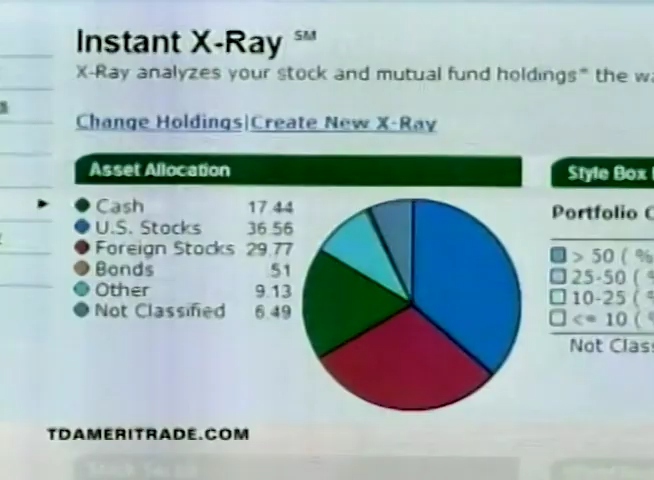 Instant X-Ray SM
X-Ray analyzes your stock and mutual fund holdings* the
Change Holdings|Create New X-Ray
Asset Allocation
Cash 17.44
U.S. Stocks 36.56
Foreign Stocks 29.77
Bonds .51
Other 9.13
Not Classified 6.49
Style Box
Portfolio
> 50 ( %
25-50 (
10-25 (
<= 10 (
Not
TDAMERITRADE.COM